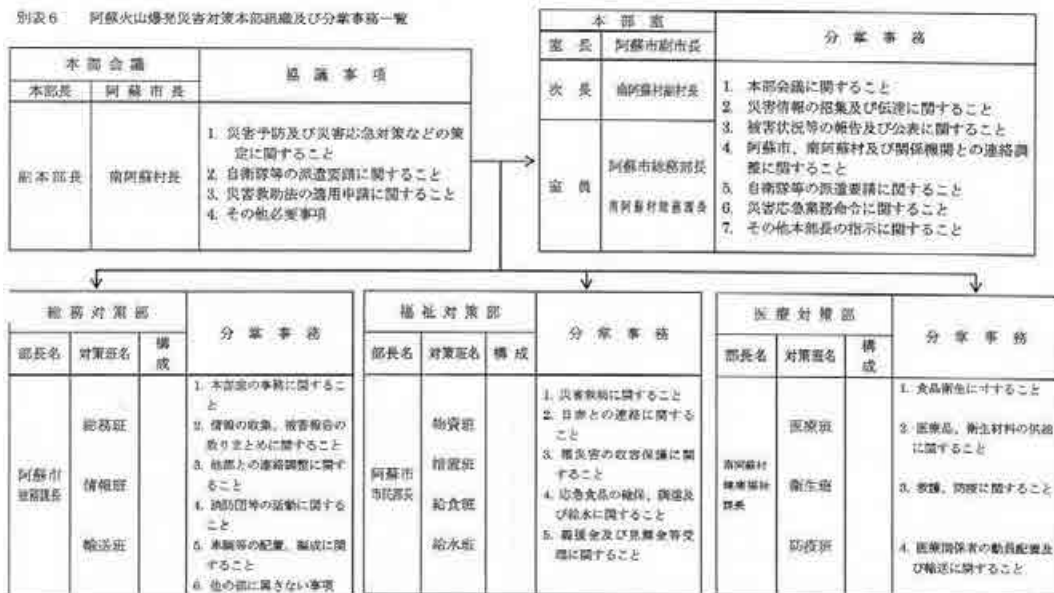 別表6　阿蘇火山爆発災害対策本部組織及び分掌事務一覧
本部会議
協議事項
本部長
阿蘇市長
副本部長
南阿蘇村長
1. 災害予防及び災害応急対策などの策
定に関すること
2. 自衛隊等の派遣要請に関すること
3. 災害救助法の適用申請に関すること
4. その他必要事項
本部室
分掌事務
室長
阿蘇市副市長
次長
南阿蘇村副村長
室員
阿蘇市総務部長
南阿蘇村総務課長
1. 本部会議に関すること
2. 災害情報の招集及び伝達に関すること
3. 被害状況等の報告及び公表に関すること
4. 阿蘇市、南阿蘇村及び関係機関との連絡調
整に関すること
5. 自衛隊等の派遣要請に関すること
6. 災害応急業務命令に関すること
7. その他本部長の指示に関すること
総務対策部
分掌事務
部長名
対策班名
構成
阿蘇市
総務課長
総務班
情報班
輸送班
1. 本部室の事務に関するこ
と
2. 情報の収集、被害報告の
取りまとめに関すること
3. 他部との連絡調整に関す
ること
4. 消防団等の活動に関する
こと
5. 車輌等の配置、編成に関
すること
6. 他の部に属さない事項
福祉対策部
分掌事務
部長名
対策班名
構成
阿蘇市
市民部長
物資班
措置班
給食班
給水班
1. 災害救助に関すること
2. 日赤との連絡に関する
こと
3. 罹災害の収容保護に関
すること
4. 応急食品の確保、調達及
び給水に関すること
5. 義援金及び見舞金等受
理に関すること
医療対策部
分掌事務
部長名
対策班名
構成
南阿蘇村
健康福祉
課長
医療班
衛生班
防疫班
1. 食品衛生に寸すること
2. 医療品、衛生材料の供給
に関すること
3. 救護、防疫に関すること
4. 医療関係者の動員配置及
び輸送に関すること